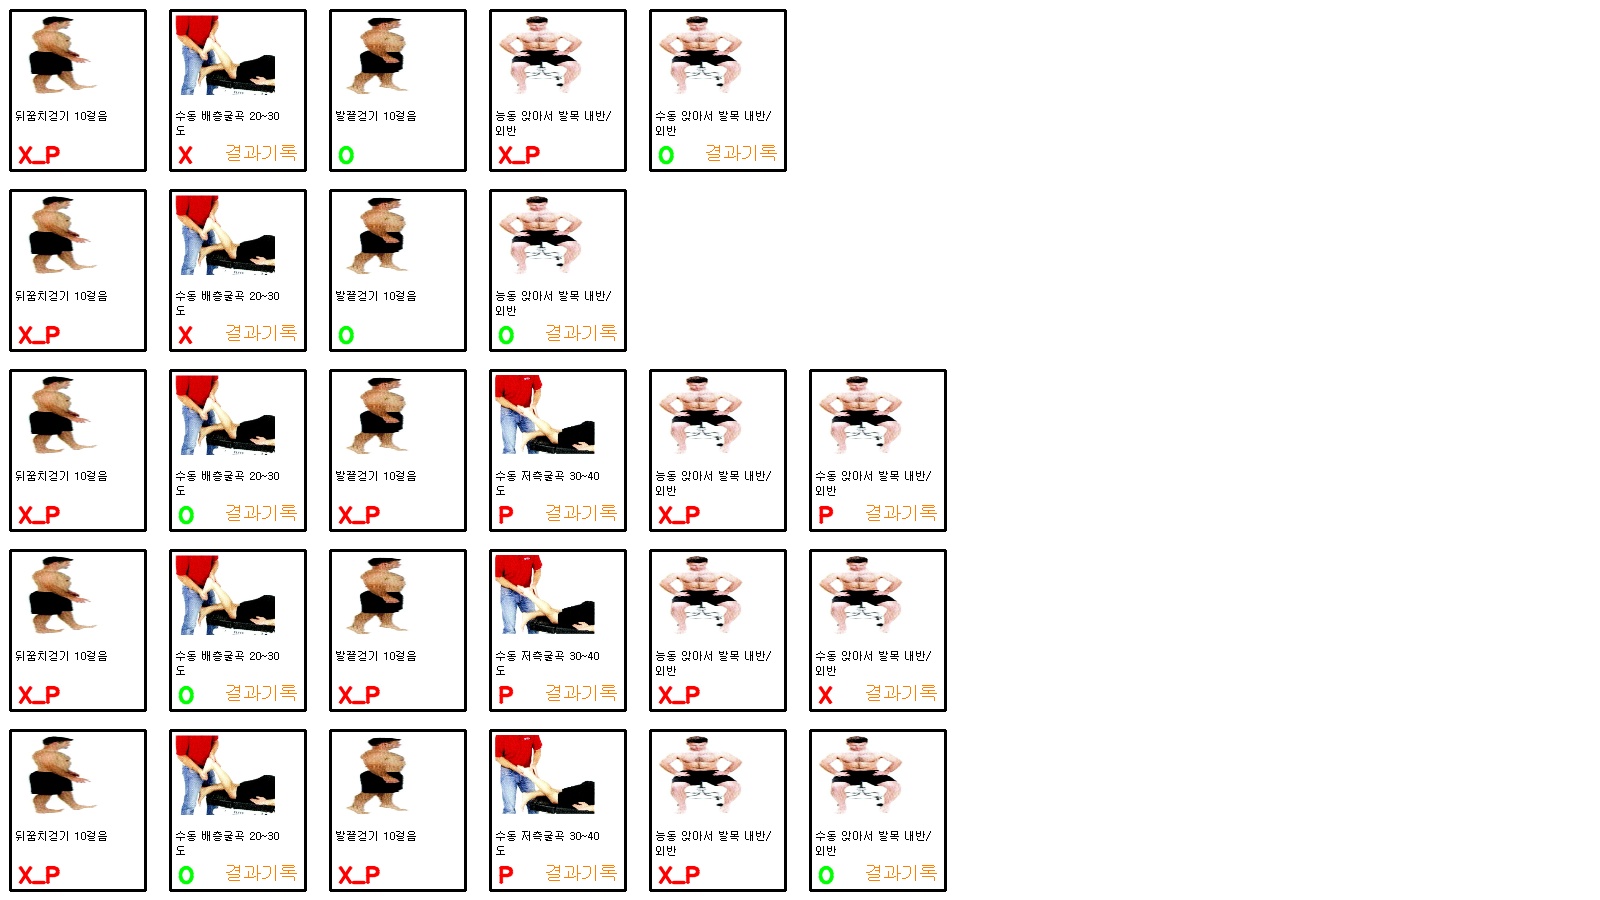 뒤꿈치걷기 10걸음
X_P
수동 배측굴곡 20~30
도
X 결과기록
발끝걷기 10걸음
O
능동 앉아서 발목 내반/
외반
X_P
수동 앉아서 발목 내반/
외반
O 결과기록
뒤꿈치걷기 10걸음
X_P
수동 배측굴곡 20~30
도
X 결과기록
발끝걷기 10걸음
O
능동 앉아서 발목 내반/
외반
O 결과기록
뒤꿈치걷기 10걸음
X_P
수동 배측굴곡 20~30
도
O 결과기록
발끝걷기 10걸음
X_P
수동 저측굴곡 30~40
도
P 결과기록
능동 앉아서 발목 내반/
외반
X_P
수동 앉아서 발목 내반/
외반
P 결과기록
뒤꿈치걷기 10걸음
X_P
수동 배측굴곡 20~30
도
O 결과기록
발끝걷기 10걸음
X_P
수동 저측굴곡 30~40
도
P 결과기록
능동 앉아서 발목 내반/
외반
X_P
수동 앉아서 발목 내반/
외반
X 결과기록
뒤꿈치걷기 10걸음
X_P
수동 배측굴곡 20~30
도
O 결과기록
발끝걷기 10걸음
X_P
수동 저측굴곡 30~40
도
P 결과기록
능동 앉아서 발목 내반/
외반
X_P
수동 앉아서 발목 내반/
외반
O 결과기록